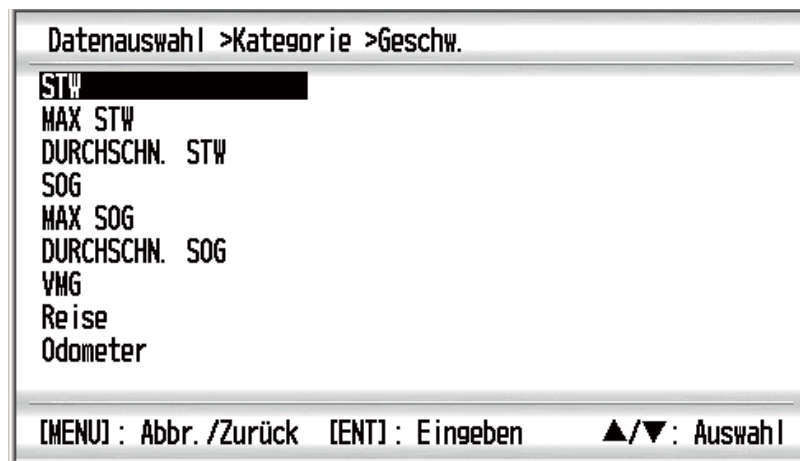 Datenauswahl >Kategorie >Geschw.
STW
MAX STW
DURCHSCHN. STW
SOG
MAX SOG
DURCHSCHN. SOG
VMG
Reise
Odometer
[MENU]: Abbr./Zurück [ENT]: Eingeben ▲/▼: Auswahl